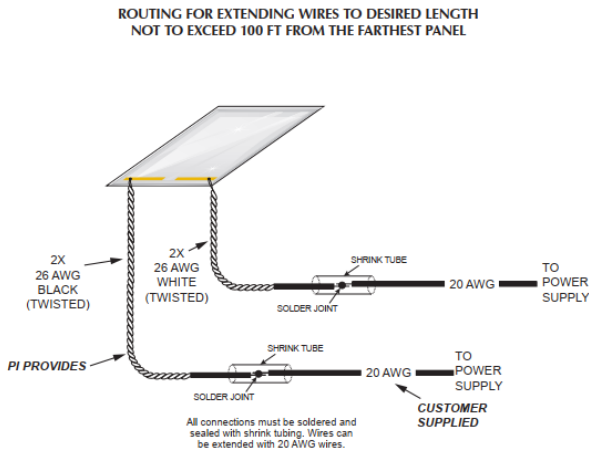 ROUTING FOR EXTENDING WIRES TO DESIRED LENGTH
NOT TO EXCEED 100 FT FROM THE FARTHEST PANEL
2X
26 AWG
BLACK
(TWISTED)
2X
26 AWG
WHITE
(TWISTED)
SHRINK TUBE
SOLDER JOINT
20 AWG
TO
POWER
SUPPLY
PI PROVIDES
SHRINK TUBE
SOLDER JOINT
20 AWG
TO
POWER
SUPPLY
CUSTOMER
SUPPLIED
All connections must be soldered and
sealed with shrink tubing. Wires can
be extended with 20 AWG wires.